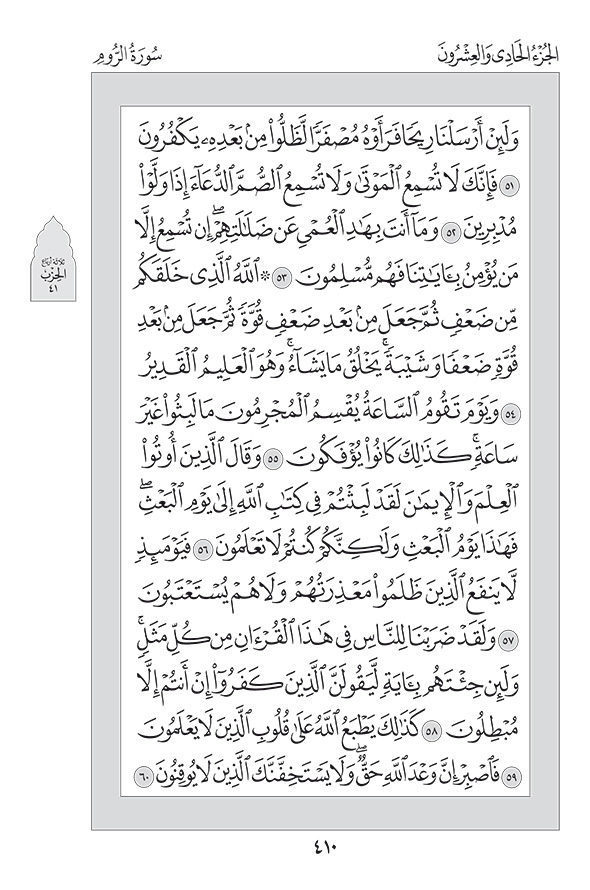 الجُزْءُ الحَادِي وَالعِشْرُونَ
سُورَةُ الرُّومِ
وَلَئِنْ أَرْسَلْنَا رِيحًا فَرَأَوْهُ مُصْفَرًّا لَّظَلُّوا۟ مِنۢ بَعْدِهِۦ يَكْفُرُونَ
٥١ فَإِنَّكَ لَا تُسْمِعُ ٱلْمَوْتَىٰ وَلَا تُسْمِعُ ٱلصُّمَّ ٱلدُّعَآءَ إِذَا وَلَّوْا۟
مُدْبِرِينَ ٥٢ وَمَآ أَنتَ بِهَٰدِ ٱلْعُمْىِ عَن ضَلَٰلَتِهِمْ ۖ إِن تُسْمِعُ إِلَّا
مَن يُؤْمِنُ بِـَٔايَٰتِنَا فَهُم مُّسْلِمُونَ ٥٣ ۞ ٱللَّهُ ٱلَّذِى خَلَقَكُم
مِّن ضَعْفٍ ثُمَّ جَعَلَ مِنۢ بَعْدِ ضَعْفٍ قُوَّةً ثُمَّ جَعَلَ مِنۢ بَعْدِ
قُوَّةٍ ضَعْفًا وَشَيْبَةً ۚ يَخْلُقُ مَا يَشَآءُ ۚ وَهُوَ ٱلْعَلِيمُ ٱلْقَدِيرُ
٥٤ وَيَوْمَ تَقُومُ ٱلسَّاعَةُ يُقْسِمُ ٱلْمُجْرِمُونَ مَا لَبِثُوا۟ غَيْرَ
سَاعَةٍ ۚ كَذَٰلِكَ كَانُوا۟ يُؤْفَكُونَ ٥٥ وَقَالَ ٱلَّذِينَ أُوتُوا۟
ٱلْعِلْمَ وَٱلْإِيمَٰنَ لَقَدْ لَبِثْتُمْ فِى كِتَٰبِ ٱللَّهِ إِلَىٰ يَوْمِ ٱلْبَعْثِ ۖ
فَهَٰذَا يَوْمُ ٱلْبَعْثِ وَلَٰكِنَّكُمْ كُنتُمْ لَا تَعْلَمُونَ ٥٦ فَيَوْمَئِذٍ
لَّا يَنفَعُ ٱلَّذِينَ ظَلَمُوا۟ مَعْذِرَتُهُمْ وَلَا هُمْ يُسْتَعْتَبُونَ
٥٧ وَلَقَدْ ضَرَبْنَا لِلنَّاسِ فِى هَٰذَا ٱلْقُرْءَانِ مِن كُلِّ مَثَلٍ ۚ
وَلَئِن جِئْتَهُم بِـَٔايَةٍ لَّيَقُولَنَّ ٱلَّذِينَ كَفَرُوٓا۟ إِنْ أَنتُمْ إِلَّا
مُبْطِلُونَ ٥٨ كَذَٰلِكَ يَطْبَعُ ٱللَّهُ عَلَىٰ قُلُوبِ ٱلَّذِينَ لَا يَعْلَمُونَ
٥٩ فَٱصْبِرْ إِنَّ وَعْدَ ٱللَّهِ حَقٌّ ۖ وَلَا يَسْتَخِفَّنَّكَ ٱلَّذِينَ لَا يُوقِنُونَ ٦٠
ثلاثة أرباع
الحِزْب
٤١
٤١٠